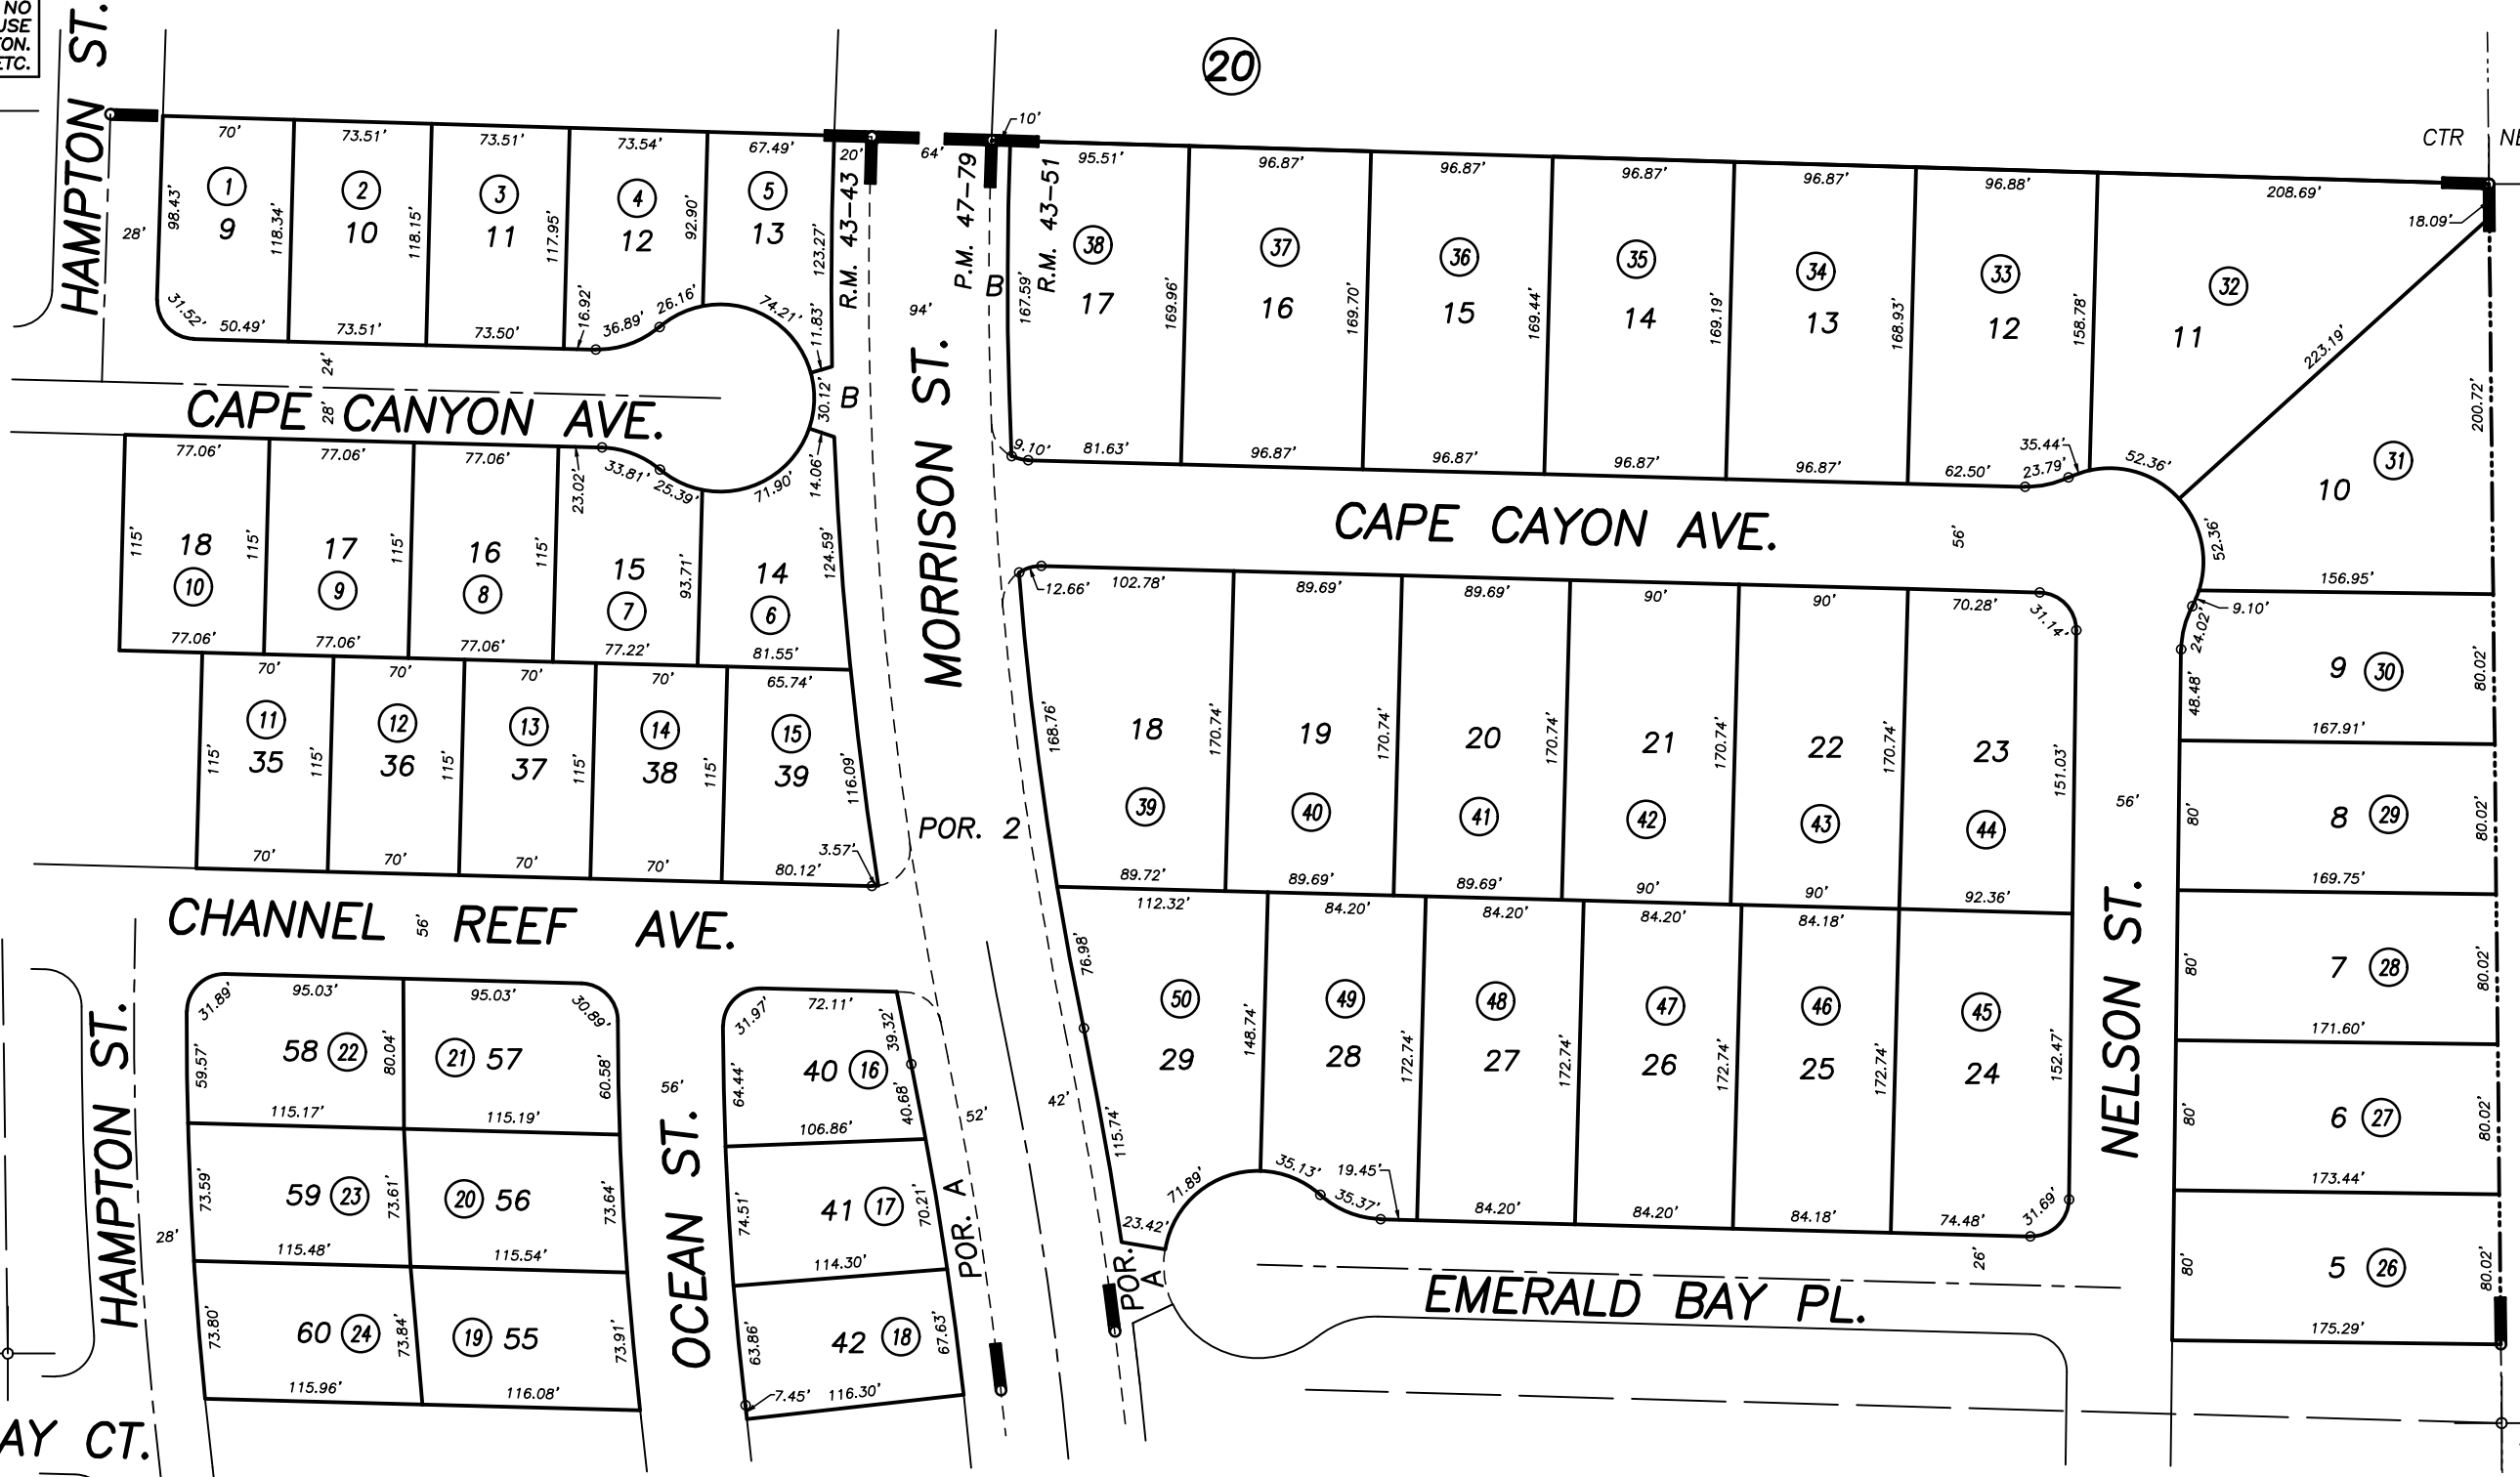 NO
USE
ON.
ETC.
HAMPTON ST.
20
CTR
NE
70' 73.51' 73.51' 73.54' 67.49' 20' 64' 10' 95.51' 96.87' 96.87' 96.87' 96.87' 96.88' 208.69'
18.09'
1 2 3 4 5
9 10 11 12 13
98.43' 118.34' 118.15' 117.95' 92.90' 123.27'
28'
31.52' 50.49' 73.51' 73.50' 16.92' 36.89' 26.16' 74.21' 11.83'
R.M. 43-43
P.M. 47-79
R.M. 43-51
B
94'
38 37 36 35 34 33 32
17 16 15 14 13 12 11
167.59' 169.96' 169.70' 169.44' 169.19' 168.93' 158.78' 223.19' 200.72'
24'
28'
CAPE CANYON AVE.
30.12'
B
MORRISON ST.
9.10' 81.63' 96.87' 96.87' 96.87' 96.87' 62.50' 23.79' 35.44' 52.36'
31
10
52.36'
156.95'
77.06' 77.06' 77.06' 23.02' 33.81' 25.39' 71.90' 14.06'
115' 115' 115' 115' 93.71' 124.59'
18 17 16 15 14
10 9 8 7 6
77.06' 77.06' 77.06' 77.22' 81.55'
CAPE CAYON AVE.
56'
12.66' 102.78' 89.69' 89.69' 90' 90' 70.28' 31.14'
9.10'
24.02'
48.48'
9 30
80.02'
167.91'
70' 70' 70' 70' 65.74'
11 12 13 14 15
35 36 37 38 39
115' 115' 115' 115' 115' 116.09'
70' 70' 70' 70' 80.12' 3.57'
POR. 2
168.76' 170.74' 170.74' 170.74' 170.74' 170.74' 151.03'
18 19 20 21 22 23
39 40 41 42 43 44
89.72' 89.69' 89.69' 90' 90' 92.36'
56'
80'
8 29
80.02'
169.75'
CHANNEL REEF AVE.
56'
112.32' 84.20' 84.20' 84.20' 84.18'
76.98'
50 49 48 47 46 45
29 28 27 26 25 24
148.74' 172.74' 172.74' 172.74' 172.74' 152.47'
115.74'
NELSON ST.
80'
7 28
80.02'
171.60'
HAMPTON ST.
31.89' 95.03' 95.03' 30.89'
59.57' 58 22 80.04' 21 57 60.58'
115.17' 115.19'
56'
OCEAN ST.
31.97' 72.11' 39.32'
64.44' 40 16 40.68'
106.86'
52'
42'
80'
6 27
80.02'
173.44'
73.59' 59 23 73.61' 20 56 73.64'
115.48' 115.54'
28'
74.51' 41 17 70.21'
114.30'
POR. A
POR. A
23.42' 71.89' 35.13' 35.37' 19.45' 84.20' 84.20' 84.18' 74.48' 31.69'
26'
EMERALD BAY PL.
80'
5 26
80.02'
175.29'
73.80' 60 24 73.84' 19 55 73.91'
115.96' 116.08'
63.86' 42 18 67.63'
7.45' 116.30'
AY CT.